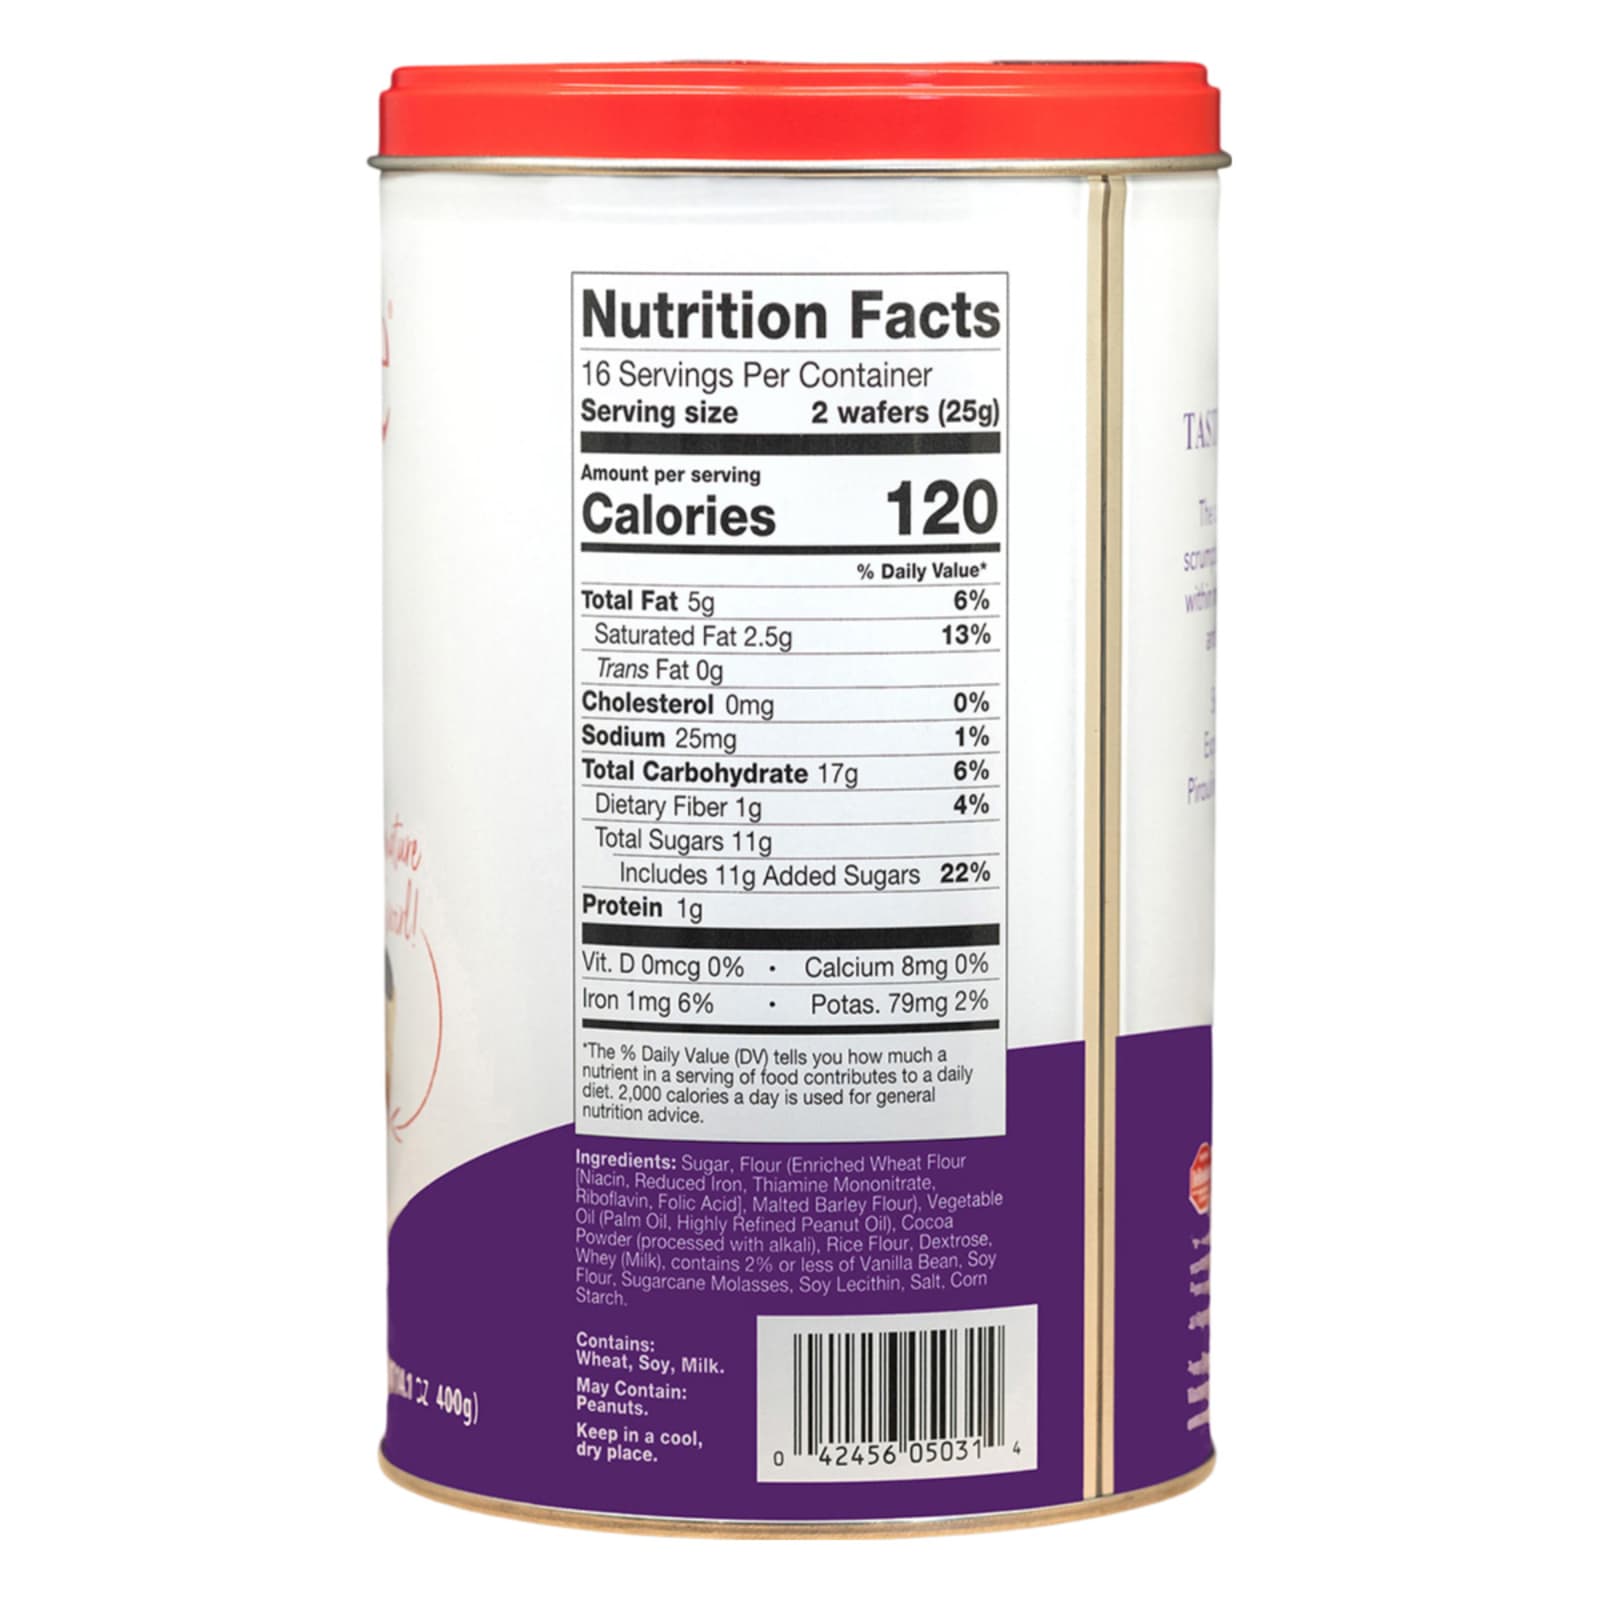 Nutrition Facts
16 Servings Per Container
Serving size 2 wafers (25g)
Amount per serving
Calories 120
% Daily Value*
Total Fat 5g 6%
Saturated Fat 2.5g 13%
Trans Fat 0g
Cholesterol 0mg 0%
Sodium 25mg 1%
Total Carbohydrate 17g 6%
Dietary Fiber 1g 4%
Total Sugars 11g
Includes 11g Added Sugars 22%
Protein 1g
Vit. D 0mcg 0% • Calcium 8mg 0%
Iron 1mg 6% • Potas. 79mg 2%
*The % Daily Value (DV) tells you how much a
nutrient in a serving of food contributes to a daily
diet. 2,000 calories a day is used for general
nutrition advice.
Ingredients: Sugar, Flour (Enriched Wheat Flour
[Niacin, Reduced Iron, Thiamine Mononitrate,
Riboflavin, Folic Acid], Malted Barley Flour), Vegetable
Oil (Palm Oil, Highly Refined Peanut Oil), Cocoa
Powder (processed with alkali), Rice Flour, Dextrose,
Whey (Milk), contains 2% or less of Vanilla Bean, Soy
Flour, Sugarcane Molasses, Soy Lecithin, Salt, Corn
Starch.
Contains:
Wheat, Soy, Milk.
May Contain:
Peanuts.
Keep in a cool,
dry place.
0 42456 05031 4
OZ 400g)